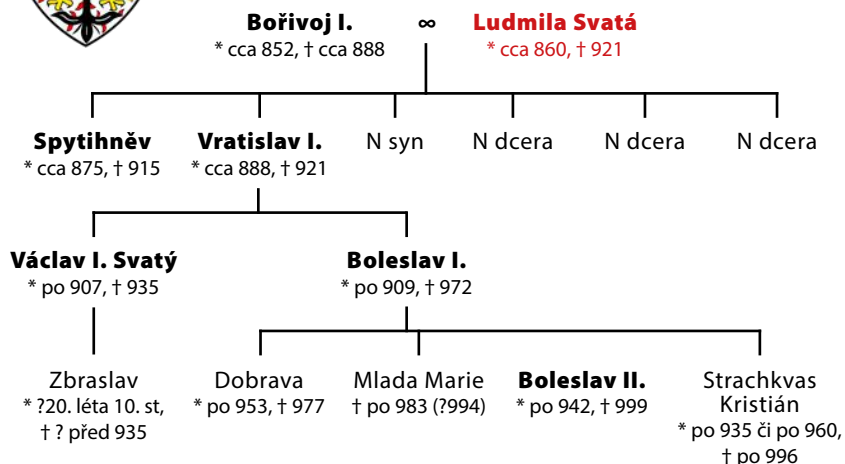 Bořivoj I. ∞ Ludmila Svatá
* cca 852, † cca 888 * cca 860, † 921
Spytihněv Vratislav I. N syn N dcera N dcera N dcera
* cca 875, † 915 * cca 888, † 921
Václav I. Svatý Boleslav I.
* po 907, † 935 * po 909, † 972
Zbraslav Dobrava Mlada Marie Boleslav II. Strachkvas
* ?20. léta 10. st, * po 953, † 977 † po 983 (?994) * po 942, † 999 Kristián
† ? před 935 * po 935 či po 960,
† po 996